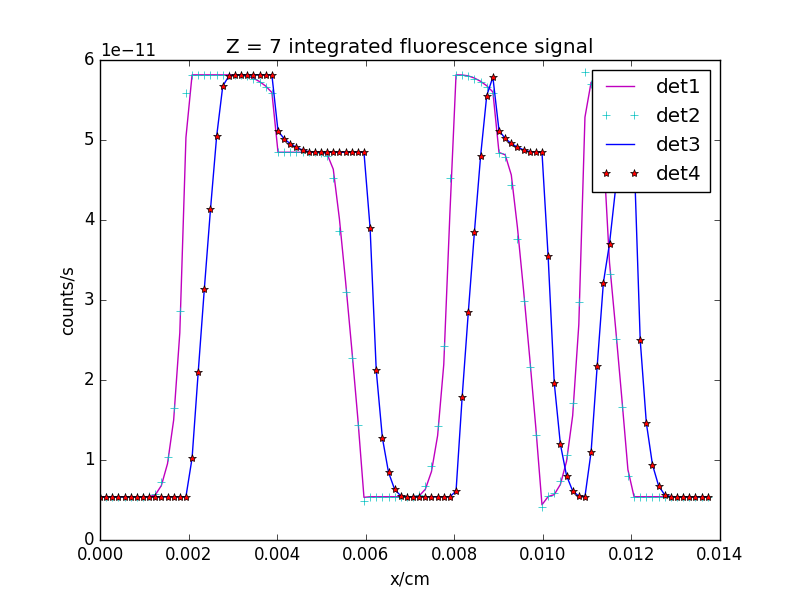 Z = 7 integrated fluorescence signal
1e−11
6
5
4
3
2
1
0
counts/s
0.000 0.002 0.004 0.006 0.008 0.010 0.012 0.014
x/cm
det1
det2
det3
det4